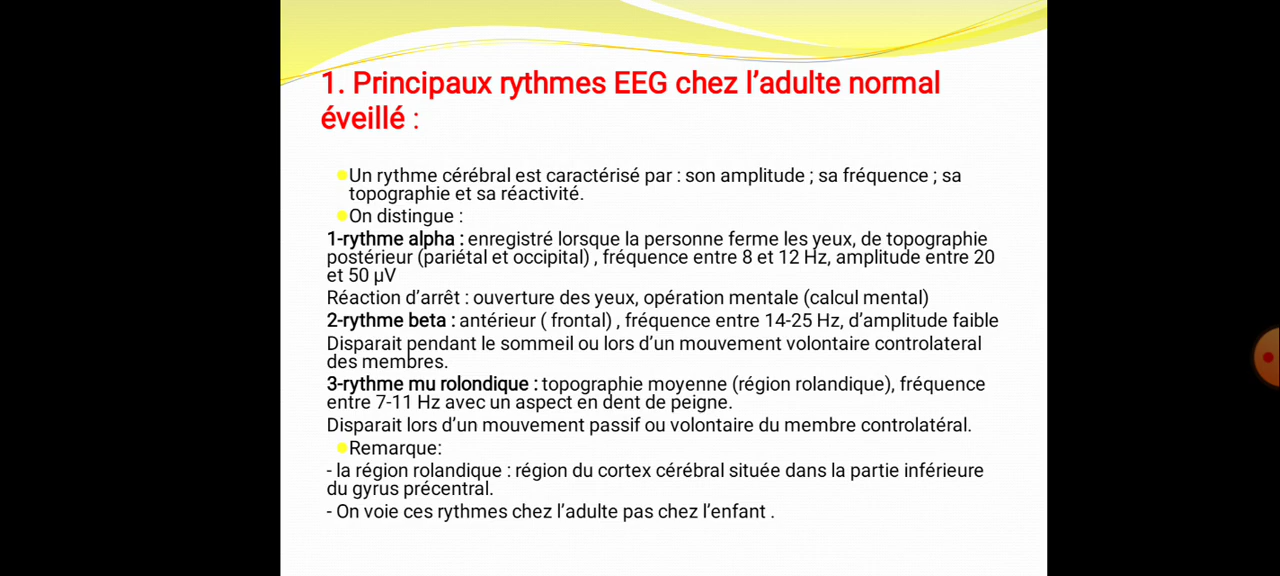 1. Principaux rythmes EEG chez l’adulte normal
éveillé :
Un rythme cérébral est caractérisé par : son amplitude ; sa fréquence ; sa
topographie et sa réactivité.
On distingue :
1-rythme alpha : enregistré lorsque la personne ferme les yeux, de topographie
postérieur (pariétal et occipital) , fréquence entre 8 et 12 Hz, amplitude entre 20
et 50 µV
Réaction d’arrêt : ouverture des yeux, opération mentale (calcul mental)
2-rythme beta : antérieur ( frontal) , fréquence entre 14-25 Hz, d’amplitude faible
Disparait pendant le sommeil ou lors d’un mouvement volontaire controlateral
des membres.
3-rythme mu rolondique : topographie moyenne (région rolandique), fréquence
entre 7-11 Hz avec un aspect en dent de peigne.
Disparait lors d’un mouvement passif ou volontaire du membre controlatéral.
Remarque:
- la région rolandique : région du cortex cérébral située dans la partie inférieure
du gyrus précentral.
- On voie ces rythmes chez l’adulte pas chez l’enfant .